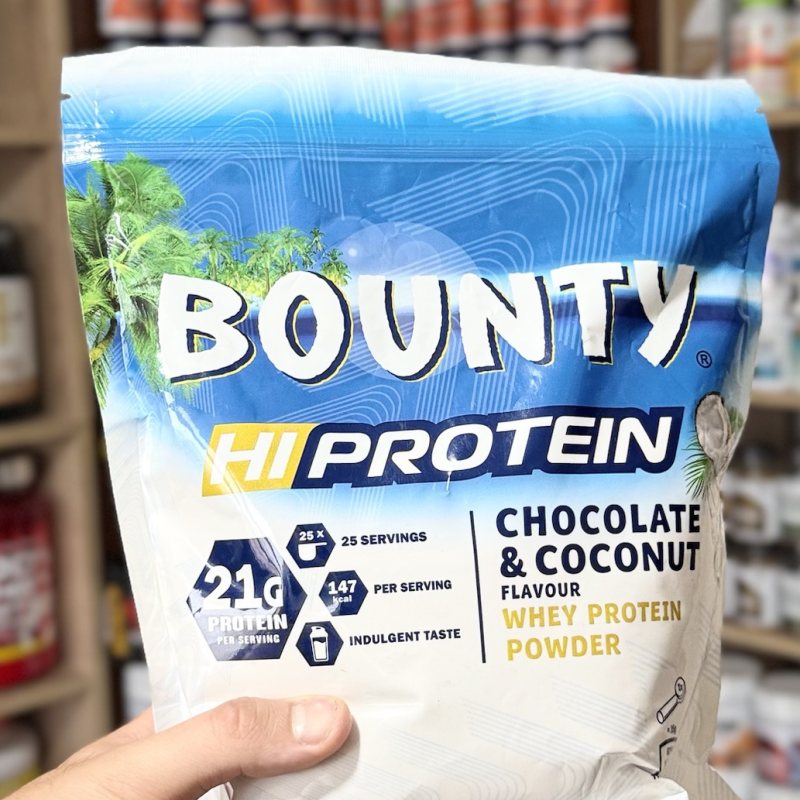 BOUNTY
®
HI PROTEIN
21G
PROTEIN
PER SERVING
25 X
25 SERVINGS
147
kcal
PER SERVING
INDULGENT TASTE
CHOCOLATE
& COCONUT
FLAVOUR
WHEY PROTEIN
POWDER